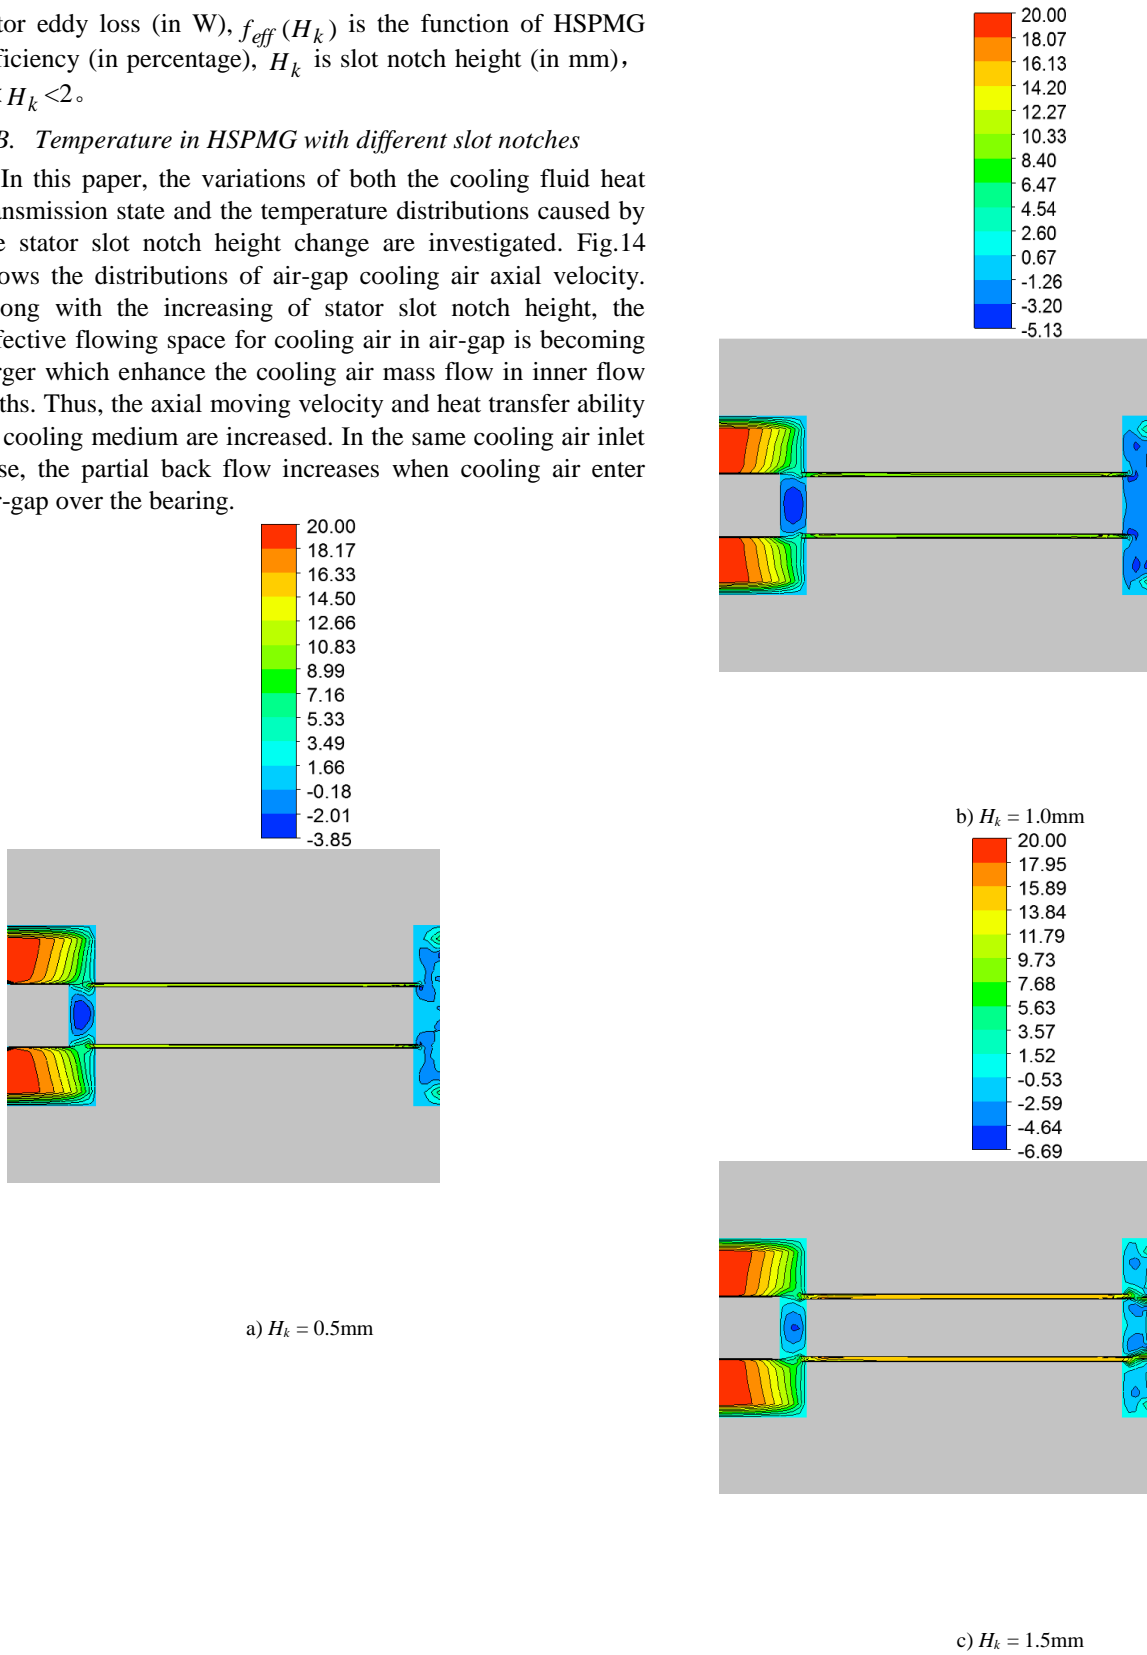 tor eddy loss (in W), f_eff (H_k) is the function of HSPMG
ficiency (in percentage), H_k is slot notch height (in mm)，
H_k <2。
B. Temperature in HSPMG with different slot notches
In this paper, the variations of both the cooling fluid heat
ansmission state and the temperature distributions caused by
e stator slot notch height change are investigated. Fig.14
ows the distributions of air-gap cooling air axial velocity.
ong with the increasing of stator slot notch height, the
fective flowing space for cooling air in air-gap is becoming
rger which enhance the cooling air mass flow in inner flow
ths. Thus, the axial moving velocity and heat transfer ability
cooling medium are increased. In the same cooling air inlet
se, the partial back flow increases when cooling air enter
r-gap over the bearing.
20.00
18.17
16.33
14.50
12.66
10.83
8.99
7.16
5.33
3.49
1.66
-0.18
-2.01
-3.85
a) H_k = 0.5mm
20.00
18.07
16.13
14.20
12.27
10.33
8.40
6.47
4.54
2.60
0.67
-1.26
-3.20
-5.13
b) H_k = 1.0mm
20.00
17.95
15.89
13.84
11.79
9.73
7.68
5.63
3.57
1.52
-0.53
-2.59
-4.64
-6.69
c) H_k = 1.5mm